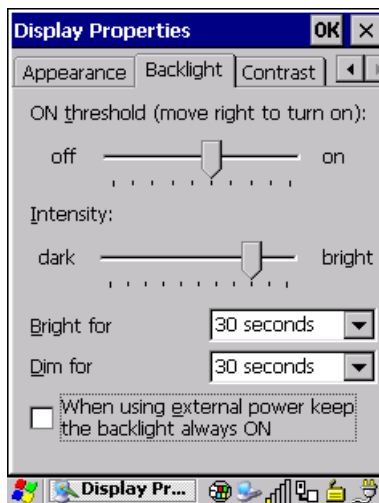 Display Properties OK ×
Appearance Backlight Contrast
ON threshold (move right to turn on):
off on
Intensity:
dark bright
Bright for 30 seconds
Dim for 30 seconds
When using external power keep
the backlight always ON
Display Pr...